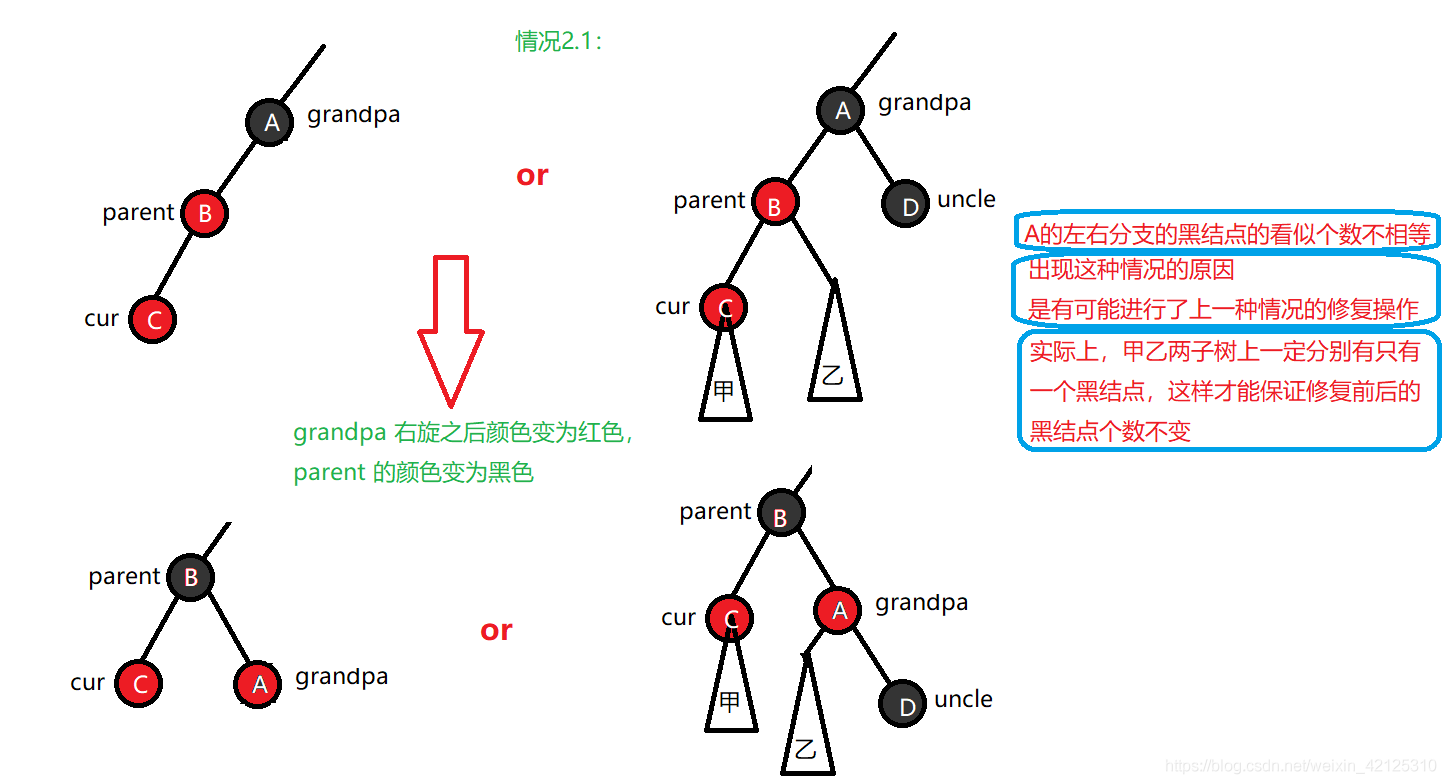 情况2.1：
A
grandpa
parent
B
cur
C
or
A
grandpa
parent
B
D
uncle
cur
C
甲
乙
A的左右分支的黑结点的看似个数不相等
出现这种情况的原因
是有可能进行了上一种情况的修复操作
实际上，甲乙两子树上一定分别有只有
一个黑结点，这样才能保证修复前后的
黑结点个数不变
grandpa 右旋之后颜色变为红色，
parent 的颜色变为黑色
parent
B
cur
C
A
grandpa
or
parent
B
cur
C
A
grandpa
甲
乙
D
uncle
https://blog.csdn.net/weixin_42125310